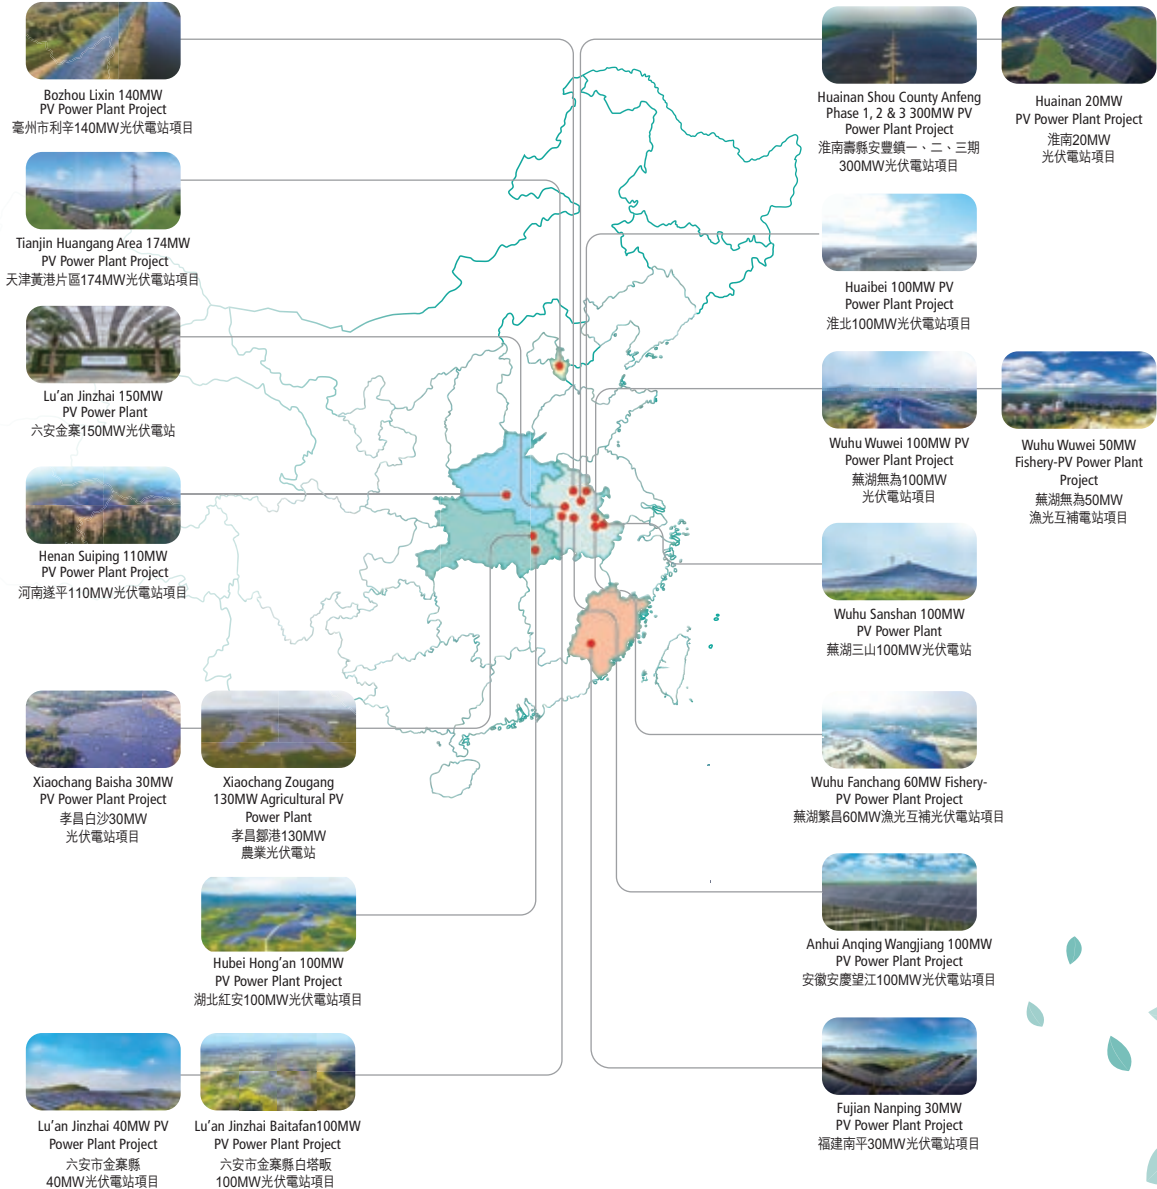 Bozhou Lixin 140MW
PV Power Plant Project
亳州市利辛140MW光伏電站項目
Tianjin Huangang Area 174MW
PV Power Plant Project
天津黃港片區174MW光伏電站項目
Lu'an Jinzhai 150MW
PV Power Plant
六安金寨150MW光伏電站
Henan Suiping 110MW
PV Power Plant Project
河南遂平110MW光伏電站項目
Xiaochang Baisha 30MW
PV Power Plant Project
孝昌白沙30MW
光伏電站項目
Xiaochang Zougang
130MW Agricultural PV
Power Plant
孝昌鄒港130MW
農業光伏電站
Hubei Hong'an 100MW
PV Power Plant Project
湖北紅安100MW光伏電站項目
Lu'an Jinzhai 40MW PV
Power Plant Project
六安市金寨縣
40MW光伏電站項目
Lu'an Jinzhai Baitafan100MW
PV Power Plant Project
六安市金寨縣白塔畈
100MW光伏電站項目
Huainan Shou County Anfeng
Phase 1, 2 & 3 300MW PV
Power Plant Project
淮南壽縣安豐鎮一、二、三期
300MW光伏電站項目
Huainan 20MW
PV Power Plant Project
淮南20MW
光伏電站項目
Huaibei 100MW PV
Power Plant Project
淮北100MW光伏電站項目
Wuhu Wuwei 100MW PV
Power Plant Project
蕪湖無為100MW
光伏電站項目
Wuhu Wuwei 50MW
Fishery-PV Power Plant
Project
蕪湖無為50MW
漁光互補電站項目
Wuhu Sanshan 100MW
PV Power Plant
蕪湖三山100MW光伏電站
Wuhu Fanchang 60MW Fishery-
PV Power Plant Project
蕪湖繁昌60MW漁光互補光伏電站項目
Anhui Anqing Wangjiang 100MW
PV Power Plant Project
安徽安慶望江100MW光伏電站項目
Fujian Nanping 30MW
PV Power Plant Project
福建南平30MW光伏電站項目